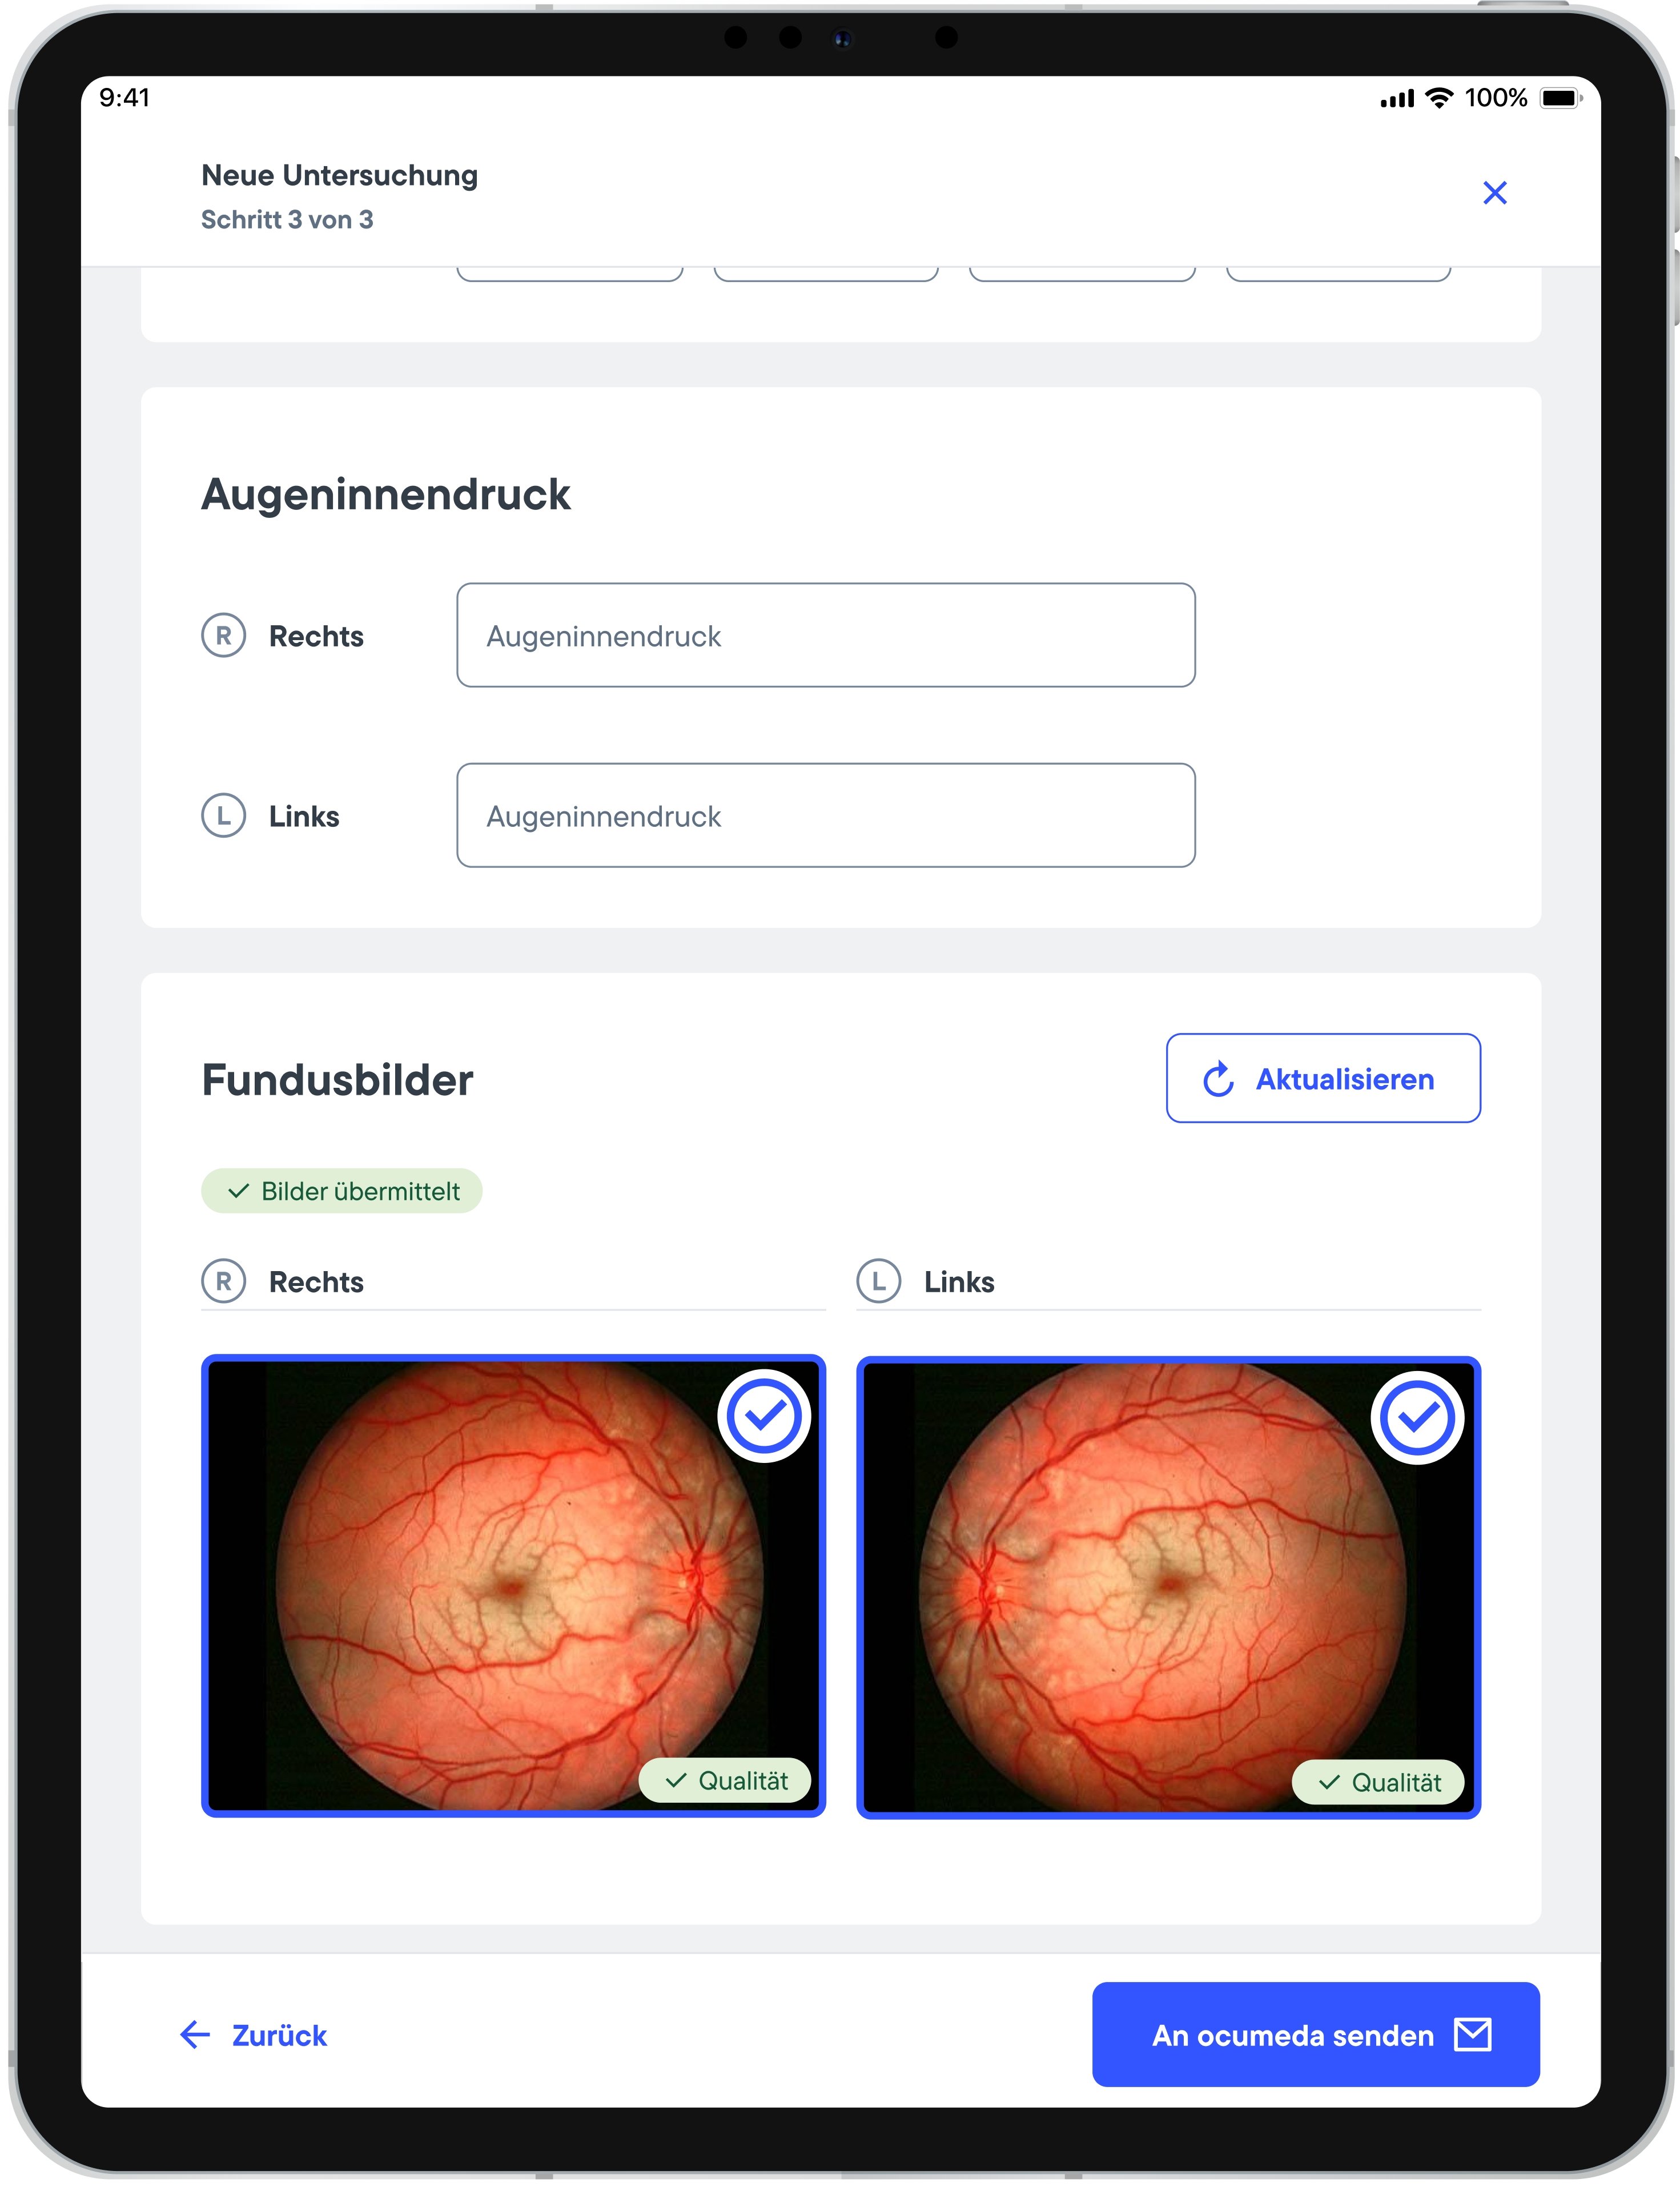 9:41
100%
Neue Untersuchung
Schritt 3 von 3
Augeninnendruck
R Rechts
Augeninnendruck
L Links
Augeninnendruck
Fundusbilder
Aktualisieren
Bilder übermittelt
R Rechts
L Links
Qualität
Qualität
Zurück
An ocumeda senden